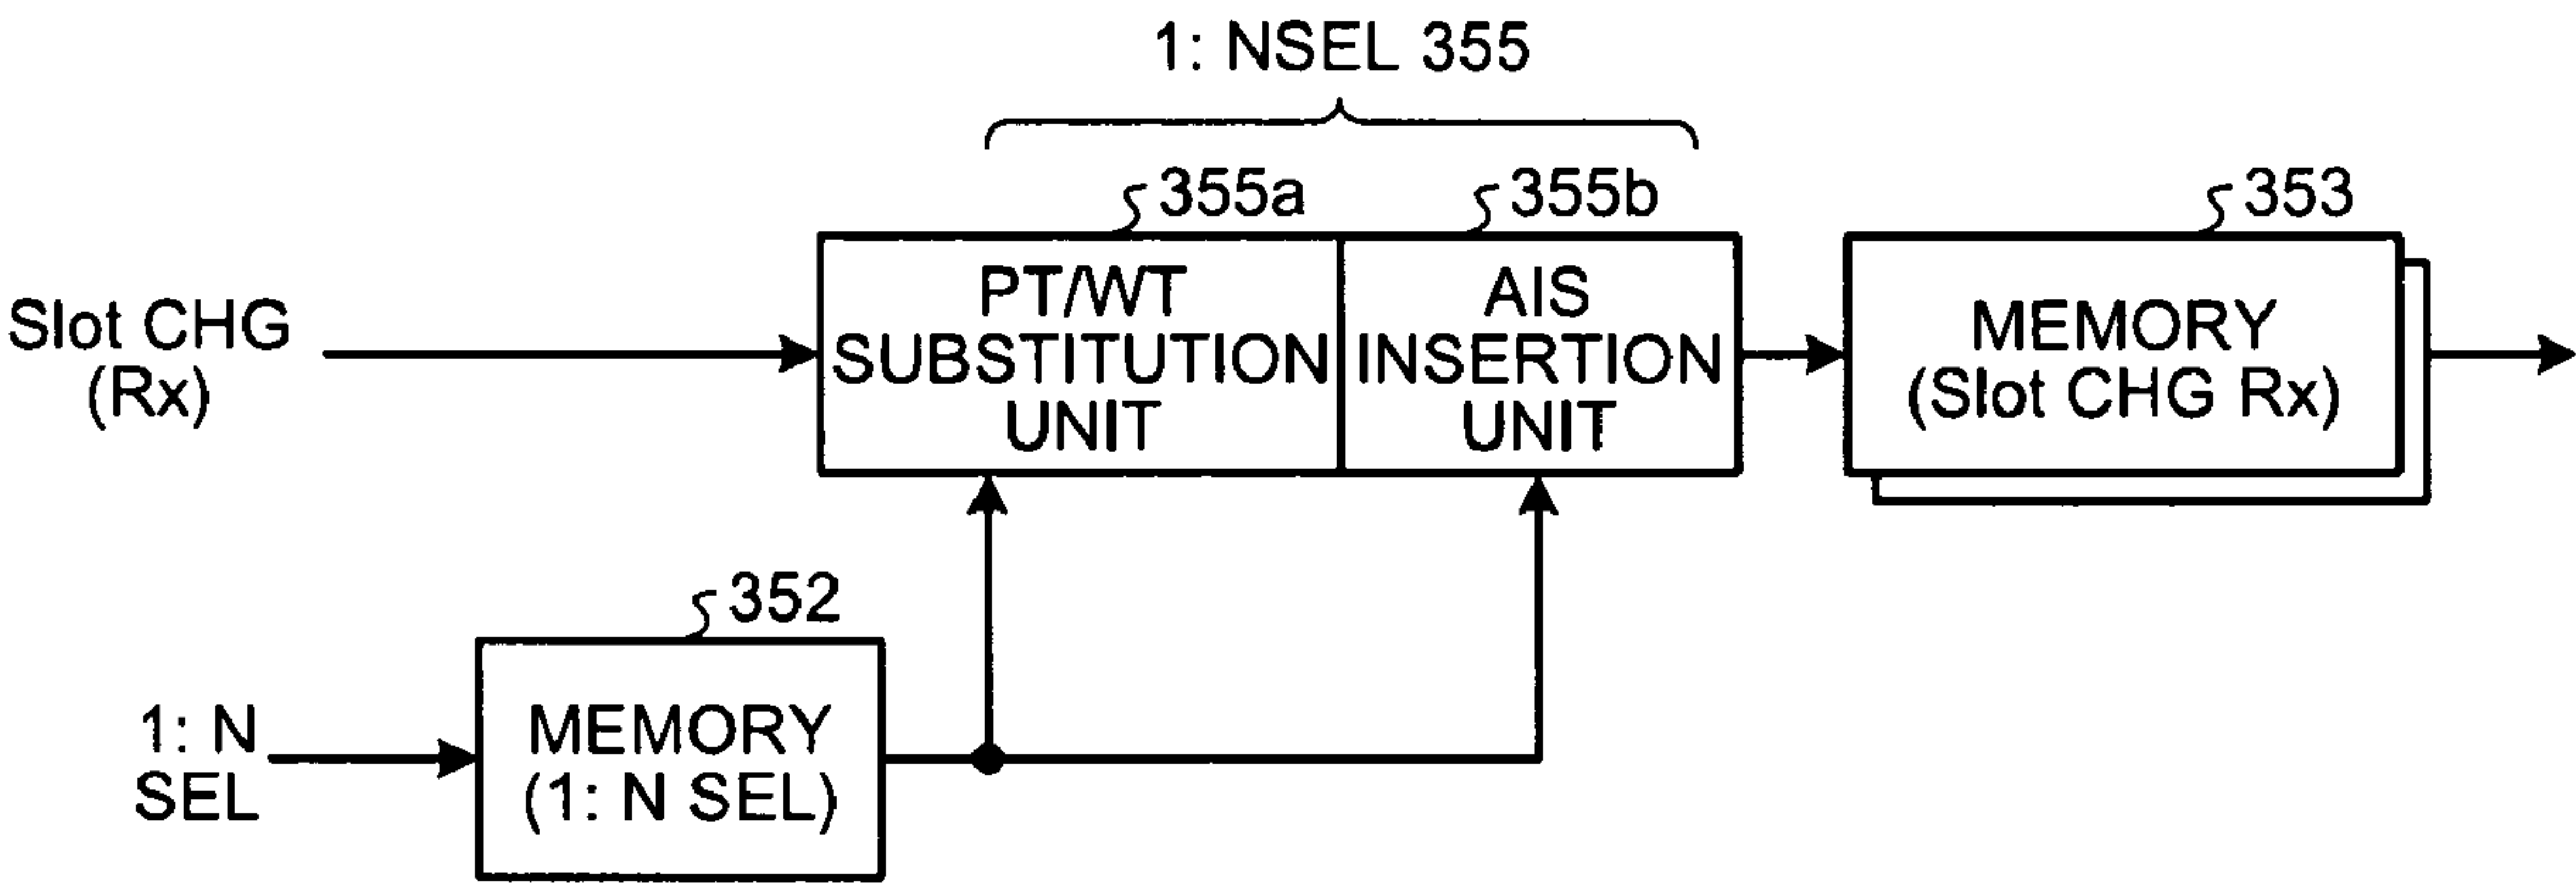 1: NSEL 355
355a
355b
353
Slot CHG
(Rx)
PT/WT
SUBSTITUTION
UNIT
AIS
INSERTION
UNIT
MEMORY
(Slot CHG Rx)
352
1: N
SEL
MEMORY
(1: N SEL)